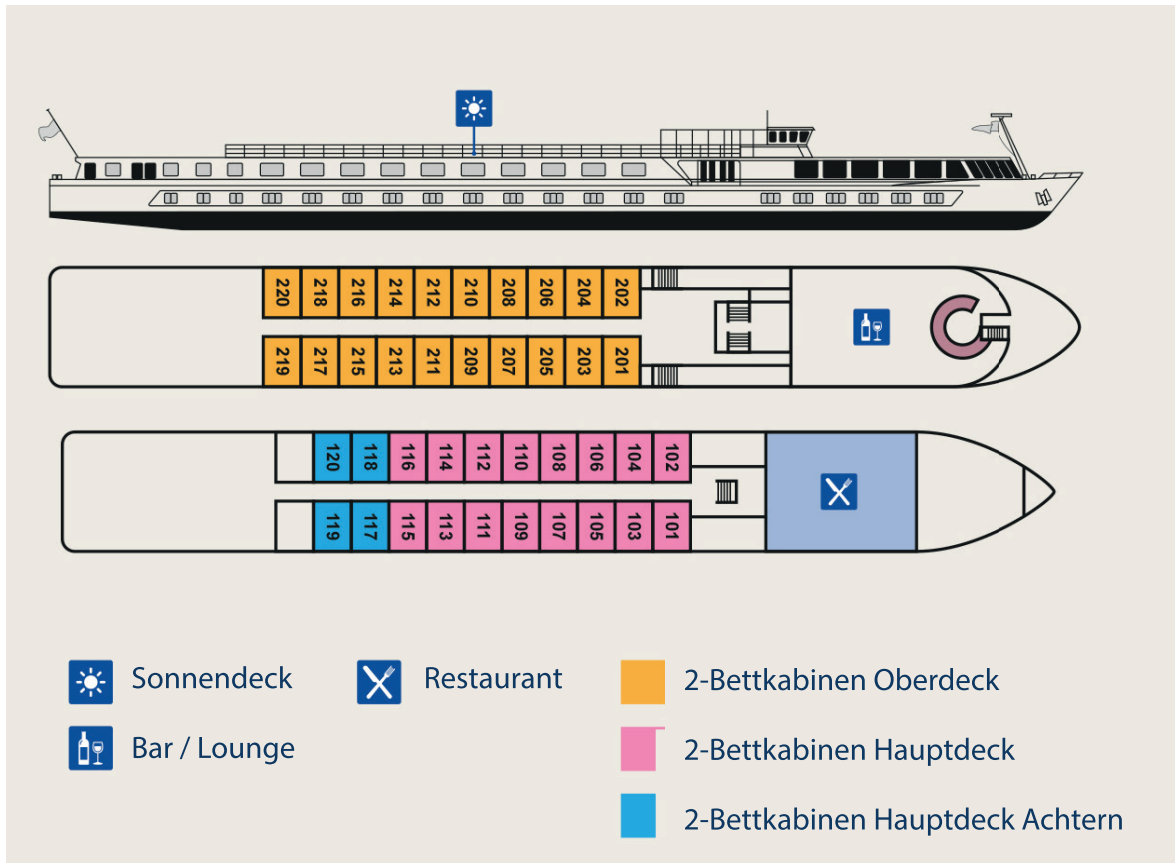 220 218 216 214 212 210 208 206 204 202
219 217 215 213 211 209 207 205 203 201
120 118 116 114 112 110 108 106 104 102
119 117 115 113 111 109 107 105 103 101
Sonnendeck
Restaurant
2-Bettkabinen Oberdeck
Bar / Lounge
2-Bettkabinen Hauptdeck
2-Bettkabinen Hauptdeck Achtern